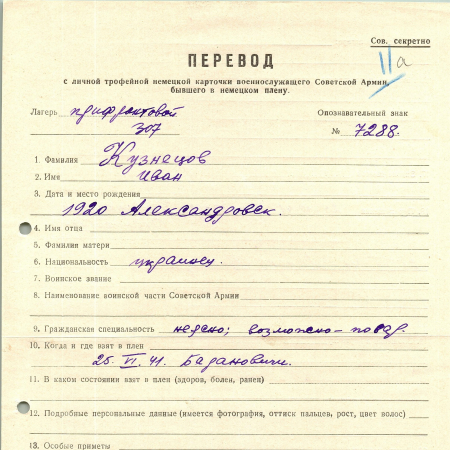 Сов. секретно
11а
ПЕРЕВОД
с личной трофейной немецкой карточки военнослужащего Советской Армии,
бывшего в немецком плену.
Лагерь прифронтовой
307
Опознавательный знак
№ 7288.
1. Фамилия Кузнецов
2. Имя Иван
3. Дата и место рождения
1920 Александровск.
4. Имя отца
5. Фамилия матери
6. Национальность украинец.
7. Воинское звание
8. Наименование воинской части Советской Армии
9. Гражданская специальность неясно; возможно – повар.
10. Когда и где взят в плен
25. VI. 41. Барановичи.
11. В каком состоянии взят в плен (здоров, болен, ранен)
12. Подробные персональные данные (имеется фотография, оттиск пальцев, рост, цвет волос)
13. Особые приметы